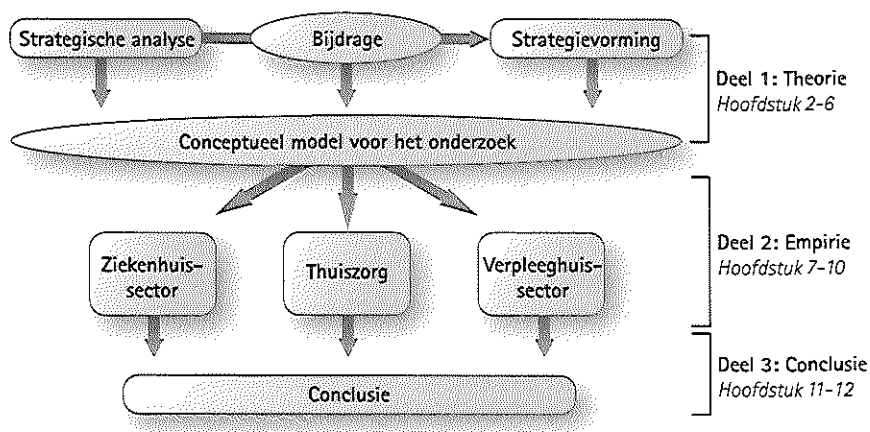 Strategische analyse
Bijdrage
Strategievorming
Deel 1: Theorie
Hoofdstuk 2-6
Conceptueel model voor het onderzoek
Deel 2: Empirie
Hoofdstuk 7-10
Ziekenhuis-
sector
Thuiszorg
Verpleeghuis-
sector
Deel 3: Conclusie
Hoofdstuk 11-12
Conclusie